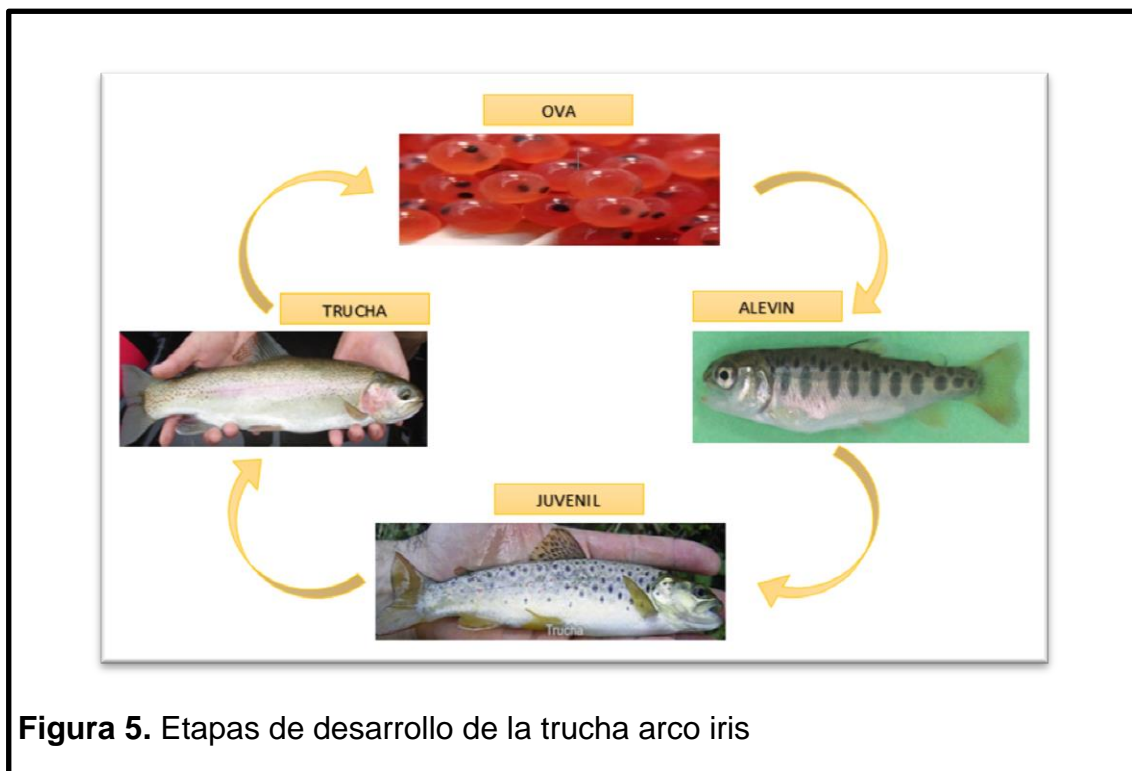 OVA
TRUCHA
ALEVIN
JUVENIL
Trucha
Figura 5. Etapas de desarrollo de la trucha arco iris